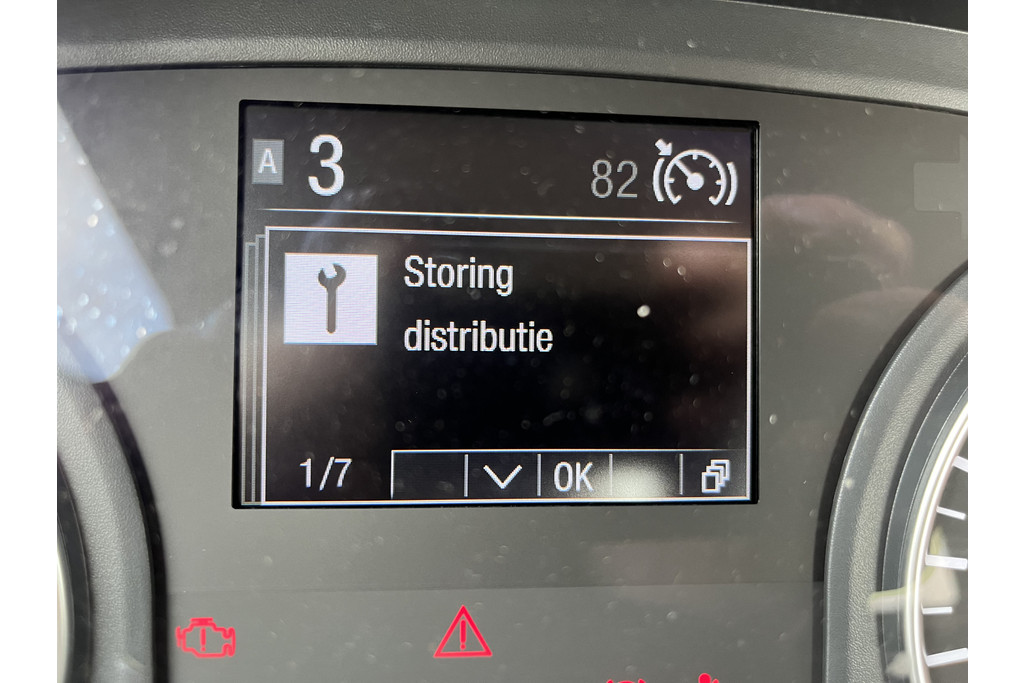 A 3 82
Storing
distributie
1/7 OK